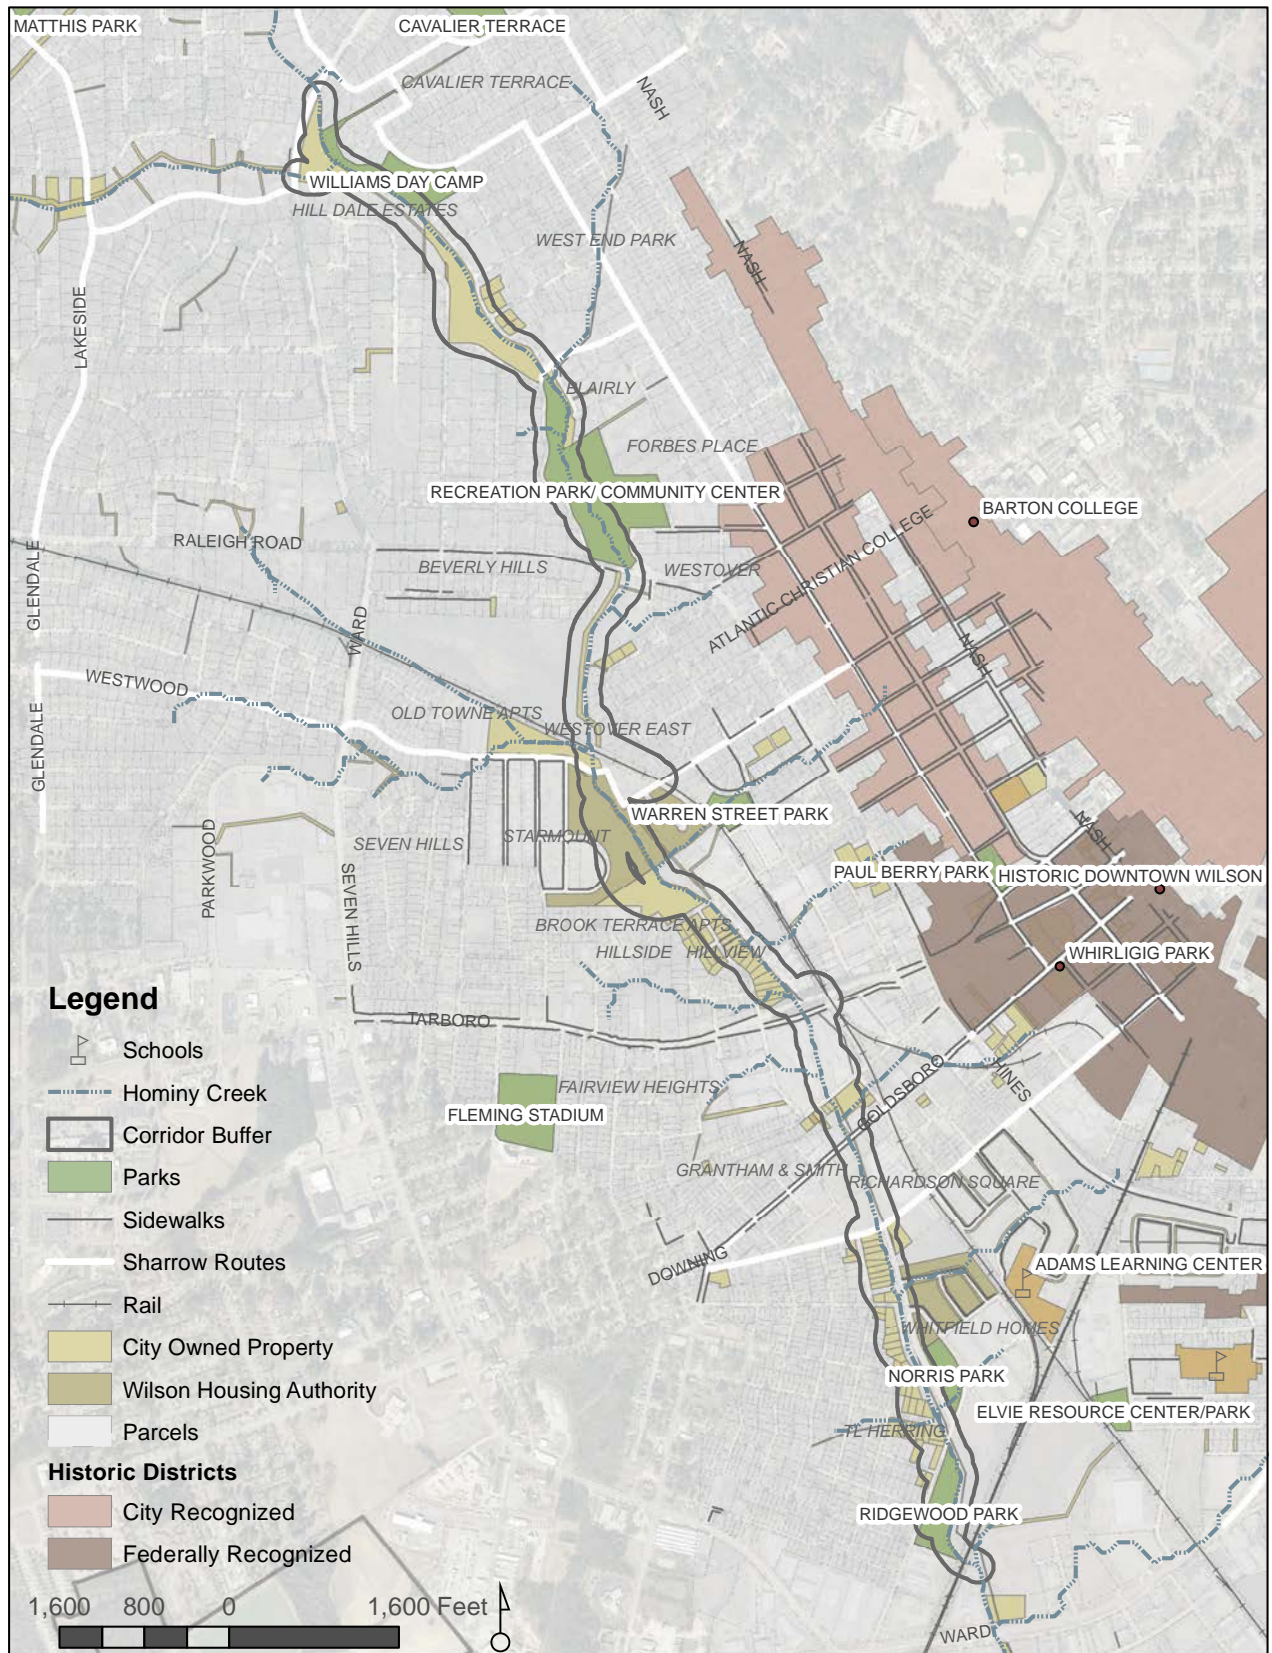 MATTHIS PARK
CAVALIER TERRACE
CAVALIER TERRACE
NASH
WILLIAMS DAY CAMP
HILL DALE ESTATES
WEST END PARK
NASH
LAKESIDE
BLAIRLY
FORBES PLACE
RECREATION PARK/ COMMUNITY CENTER
BARTON COLLEGE
RALEIGH ROAD
BEVERLY HILLS
WESTOVER
ATLANTIC CHRISTIAN COLLEGE
GLENDALE
WARD
NASH
WESTWOOD
OLD TOWNE APTS
WESTOVER EAST
GLENDALE
WARREN STREET PARK
STARMOUNT
SEVEN HILLS
NASH
PARKWOOD
SEVEN HILLS
PAUL BERRY PARK
HISTORIC DOWNTOWN WILSON
BROOK TERRACE APTS
HILLSIDE
HILLVIEW
WHIRLIGIG PARK
TARBORO
HINES
GOLDSBORO
FAIRVIEW HEIGHTS
FLEMING STADIUM
GRANTHAM & SMITH
RICHARDSON SQUARE
DOWNING
ADAMS LEARNING CENTER
WHITFIELD HOMES
NORRIS PARK
ELVIE RESOURCE CENTER/PARK
TL HERRING
RIDGEWOOD PARK
WARD
Legend
Schools
Hominy Creek
Corridor Buffer
Parks
Sidewalks
Sharrow Routes
Rail
City Owned Property
Wilson Housing Authority
Parcels
Historic Districts
City Recognized
Federally Recognized
1,600 800 0 1,600 Feet